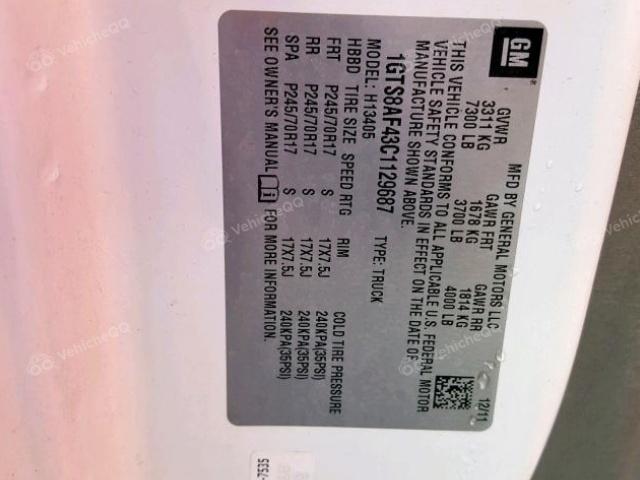 GM
MFD BY GENERAL MOTORS LLC 12/11
GVWR GAWR FRT GAWR RR
3311 KG 1678 KG 1814 KG
7300 LB 3700 LB 4000 LB
THIS VEHICLE CONFORMS TO ALL APPLICABLE U.S. FEDERAL MOTOR
VEHICLE SAFETY STANDARDS IN EFFECT ON THE DATE OF
MANUFACTURE SHOWN ABOVE.
1GTS8AF43C1129687 TYPE: TRUCK
MODEL: H13405
HBBD TIRE SIZE SPEED RTG RIM COLD TIRE PRESSURE
FRT P245/70R17 S 17X7.5J 240KPA(35PSI)
RR P245/70R17 S 17X7.5J 240KPA(35PSI)
SPA P245/70R17 S 17X7.5J 240KPA(35PSI)
SEE OWNER'S MANUAL FOR MORE INFORMATION.
7535
VehicleQQ